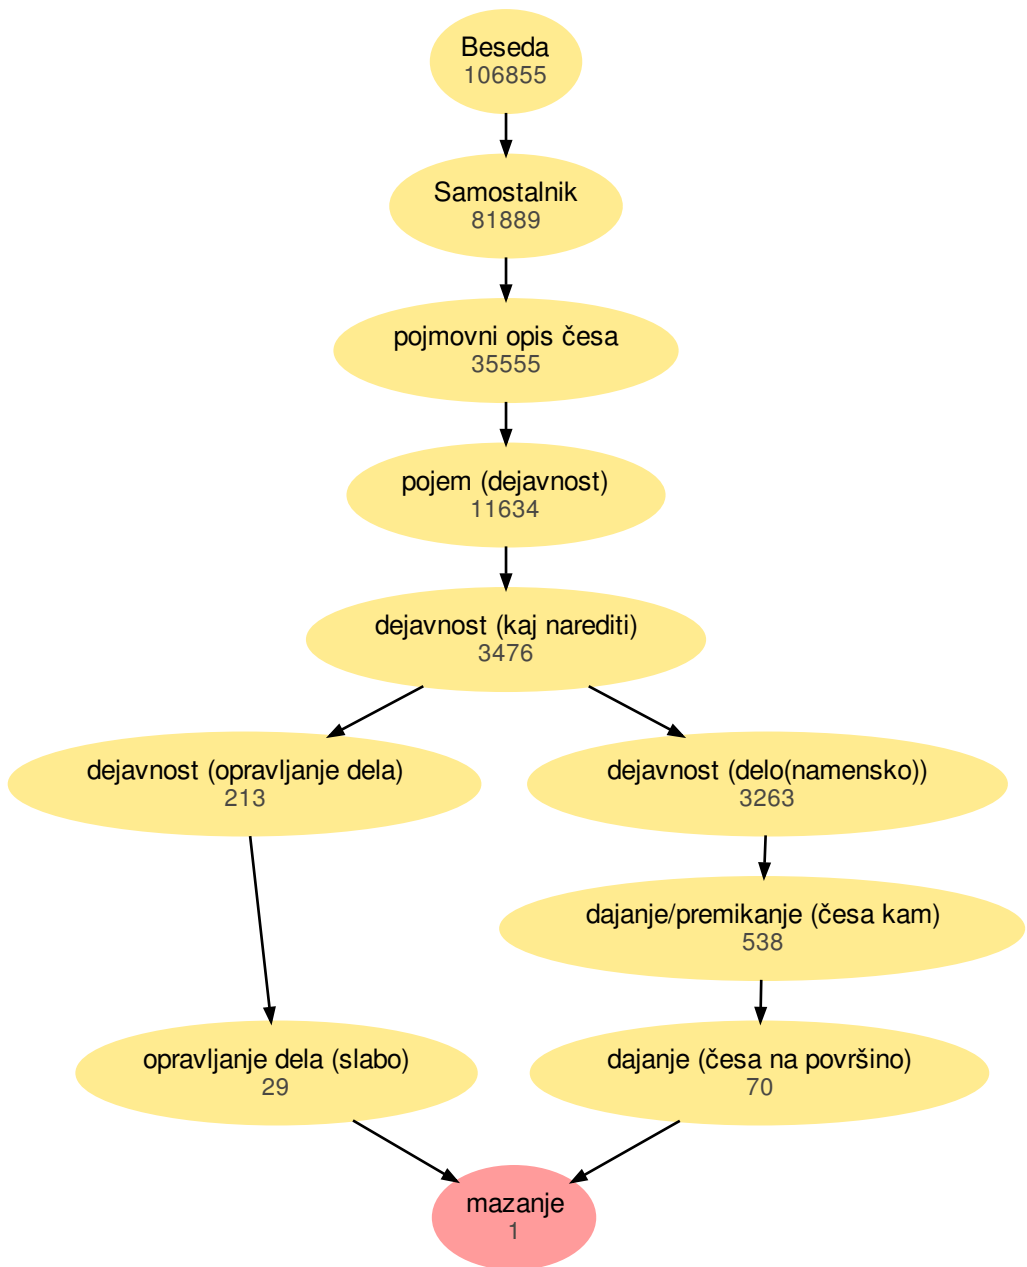 Beseda
106855
Samostalnik
81889
pojmovni opis česa
35555
pojem (dejavnost)
11634
dejavnost (kaj narediti)
3476
dejavnost (opravljanje dela)
213
dejavnost (delo(namensko))
3263
dajanje/premikanje (česa kam)
538
opravljanje dela (slabo)
29
dajanje (česa na površino)
70
mazanje
1